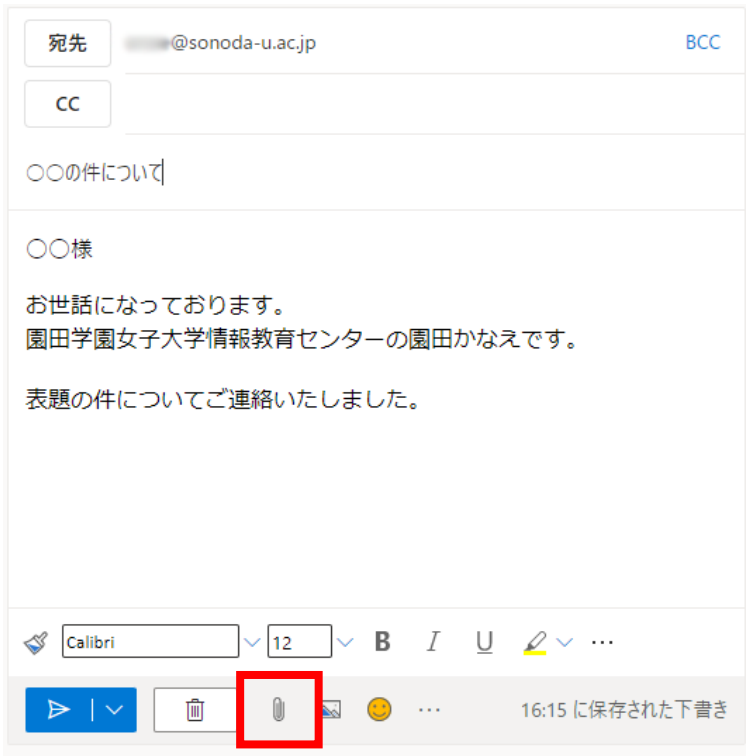 宛先 @sonoda-u.ac.jp BCC
CC
○○の件について
○○様
お世話になっております。
園田学園女子大学情報教育センターの園田かなえです。
表題の件についてご連絡いたしました。
Calibri 12 B I U ...
... 16:15 に保存された下書き